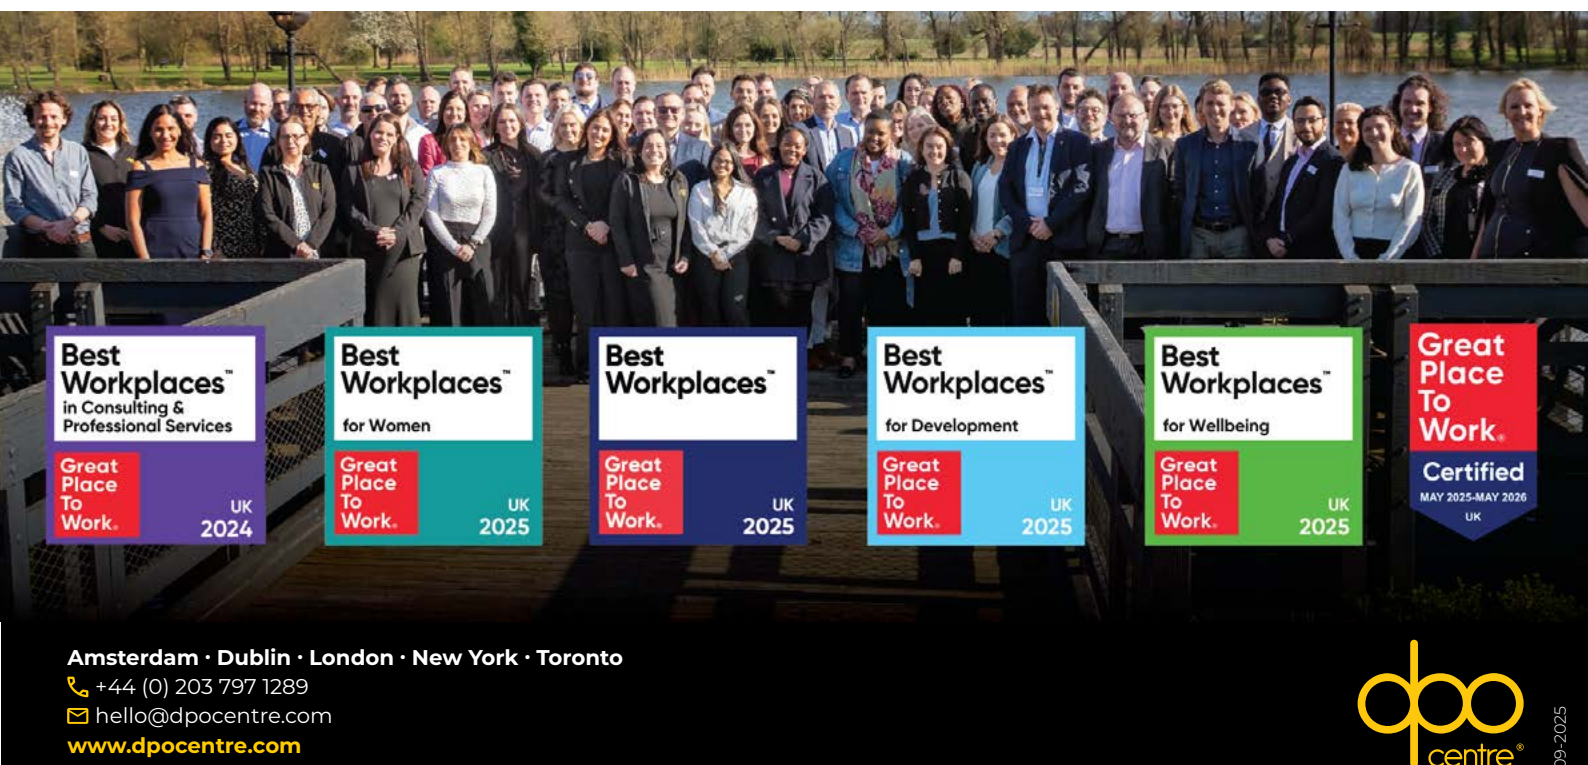 Best
Workplaces™
in Consulting &
Professional Services
Great
Place
To
Work®
UK
2024
Best
Workplaces™
for Women
Great
Place
To
Work®
UK
2025
Best
Workplaces™
Great
Place
To
Work®
UK
2025
Best
Workplaces™
for Development
Great
Place
To
Work®
UK
2025
Best
Workplaces™
for Wellbeing
Great
Place
To
Work®
UK
2025
Great
Place
To
Work®
Certified
MAY 2025-MAY 2026
UK
Amsterdam · Dublin · London · New York · Toronto
+44 (0) 203 797 1289
hello@dpocentre.com
www.dpocentre.com
dpo
centre®
09-2025